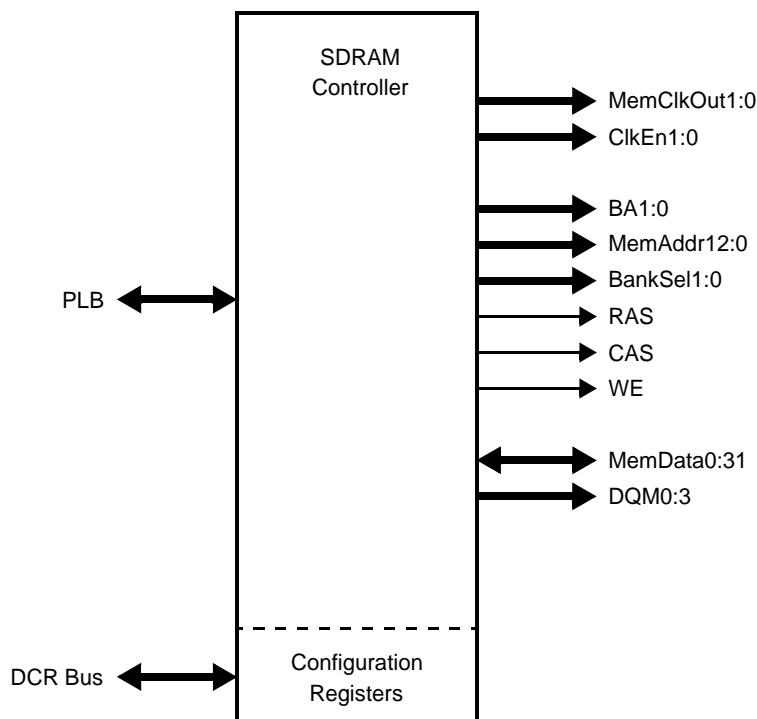 SDRAM
Controller
MemClkOut1:0
ClkEn1:0
BA1:0
MemAddr12:0
BankSel1:0
PLB
RAS
CAS
WE
MemData0:31
DQM0:3
DCR Bus
Configuration
Registers